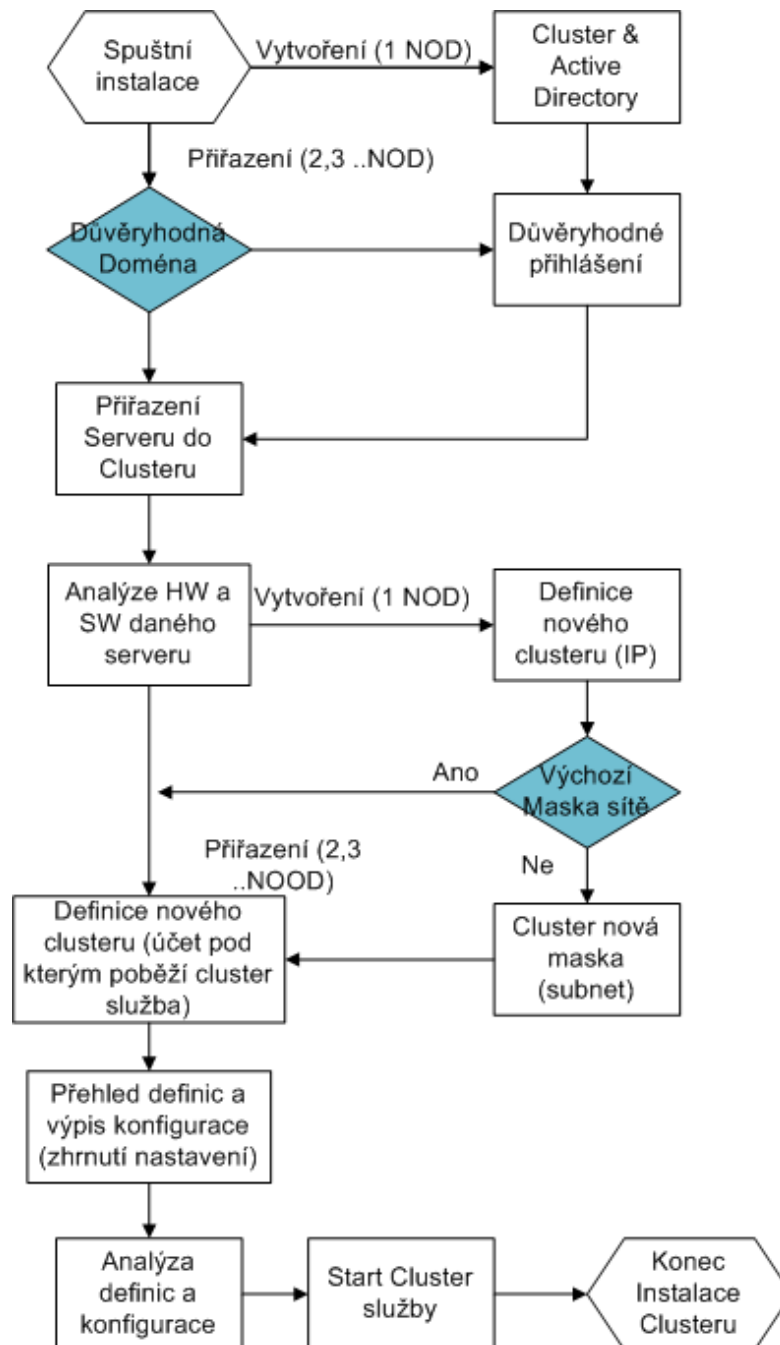 Spuštní
instalace
Vytvoření (1 NOD)
Cluster &
Active
Directory
Přiřazení (2,3 ..NOD)
Důvěryhodná
Doména
Důvěryhodné
přihlášení
Přiřazení
Serveru do
Clusteru
Analýze HW a
SW daného
serveru
Vytvoření (1 NOD)
Definice
nového
clusteru (IP)
Ano
Výchozí
Maska sítě
Přiřazení (2,3
..NOOD)
Ne
Definice nového
clusteru (účet pod
kterým poběží cluster
služba)
Cluster nová
maska
(subnet)
Přehled definic a
výpis konfigurace
(zhrnutí nastavení)
Analýza
definic a
konfigurace
Start Cluster
služby
Konec
Instalace
Clusteru